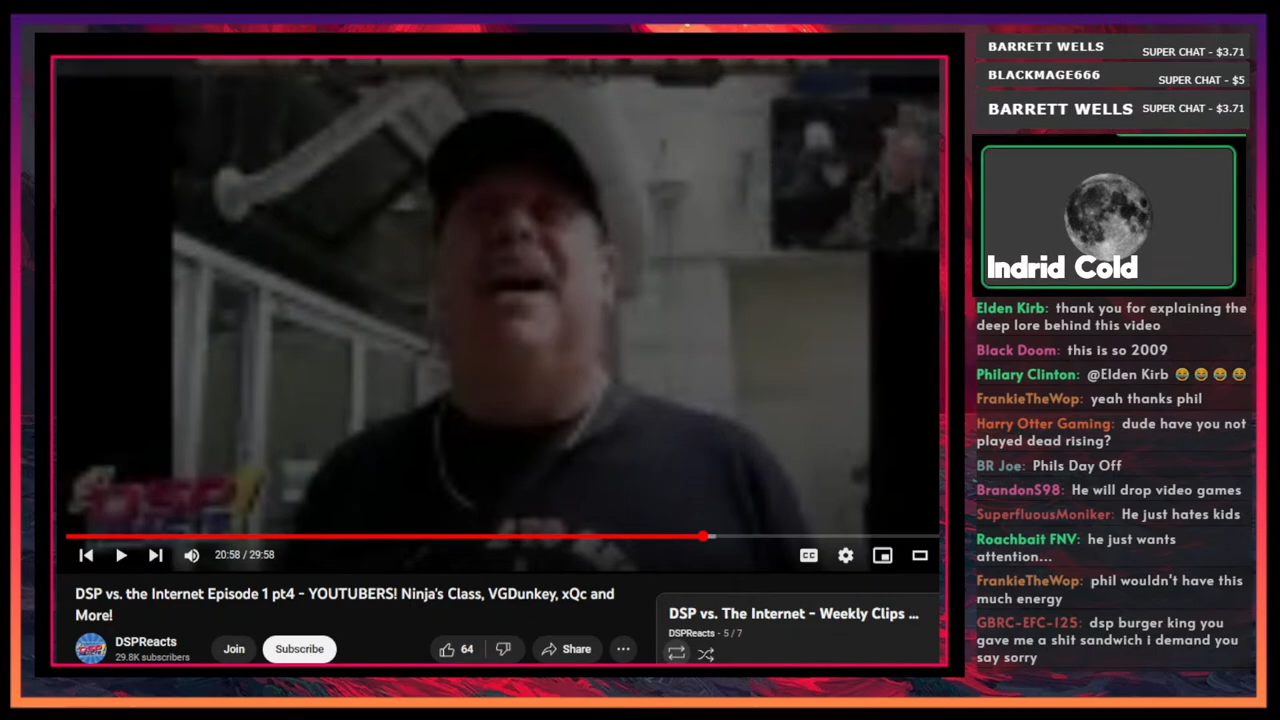 BARRETT WELLS SUPER CHAT - $3.71
BLACKMAGE666 SUPER CHAT - $5
BARRETT WELLS SUPER CHAT - $3.71
Indrid Cold
Elden Kirb: thank you for explaining the
deep lore behind this video
Black Doom: this is so 2009
Philary Clinton: @Elden Kirb 😂 😂 😂 😂
FrankieTheWop: yeah thanks phil
Harry Otter Gaming: dude have you not
played dead rising?
BR Joe: Phils Day Off
BrandonS98: He will drop video games
SuperfluousMoniker: He just hates kids
Roachbait FNV: he just wants
attention...
FrankieTheWop: phil wouldn't have this
much energy
GBRC-EFC-125: dsp burger king you
gave me a shit sandwich i demand you
say sorry
DSP
20:58 / 29:58
CC
DSP vs. the Internet Episode 1 pt4 - YOUTUBERS! Ninja's Class, VGDunkey, xQc and
More!
DSPReacts
29.8K subscribers
Join
Subscribe
64
Share
DSP vs. The Internet - Weekly Clips ...
DSPReacts - 5 / 7